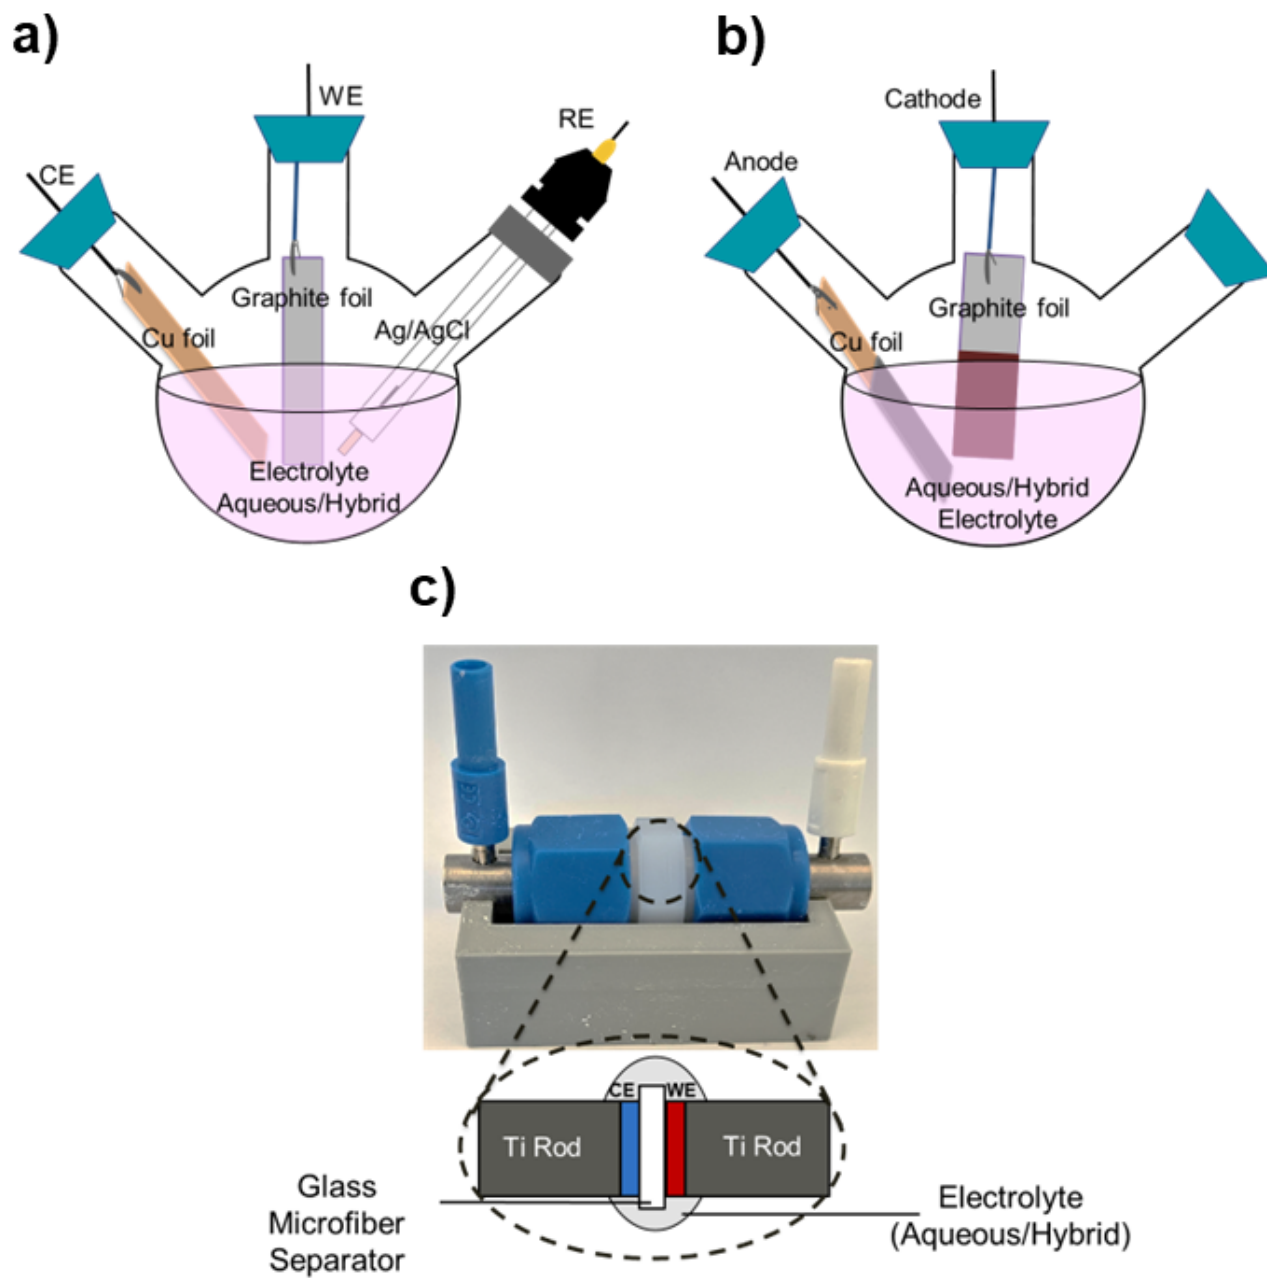 a)
WE
RE
CE
Graphite foil
Ag/AgCl
Cu foil
Electrolyte
Aqueous/Hybrid
b)
Cathode
Anode
Graphite foil
Cu foil
Aqueous/Hybrid
Electrolyte
c)
CE
WE
Ti Rod
Ti Rod
Glass
Microfiber
Separator
Electrolyte
(Aqueous/Hybrid)